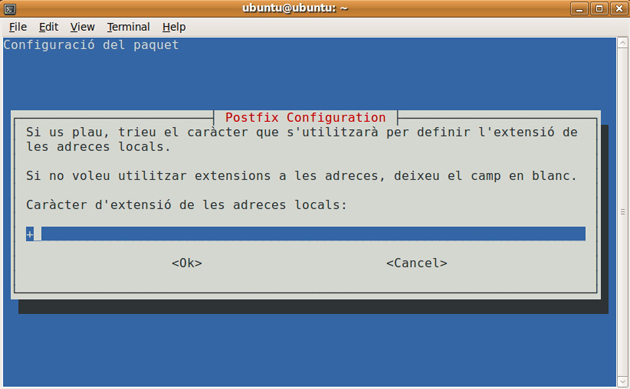 ubuntu@ubuntu: ~
File Edit View Terminal Help
Configuració del paquet
Postfix Configuration
Si us plau, trieu el caràcter que s'utilitzarà per definir l'extensió de
les adreces locals.
Si no voleu utilitzar extensions a les adreces, deixeu el camp en blanc.
Caràcter d'extensió de les adreces locals:
+
<Ok> <Cancel>